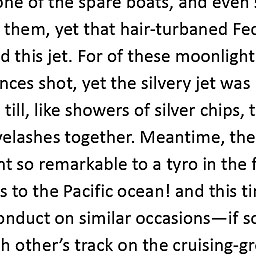 one of the spare boats, and even
them, yet that hair-turbaned Fed
d this jet. For of these moonlight
nces shot, yet the silvery jet was
till, like showers of silver chips, t
yelashes together. Meantime, the
nt so remarkable to a tyro in the f
s to the Pacific ocean! and this ti
onduct on similar occasions—if so
h other’s track on the cruising-gr